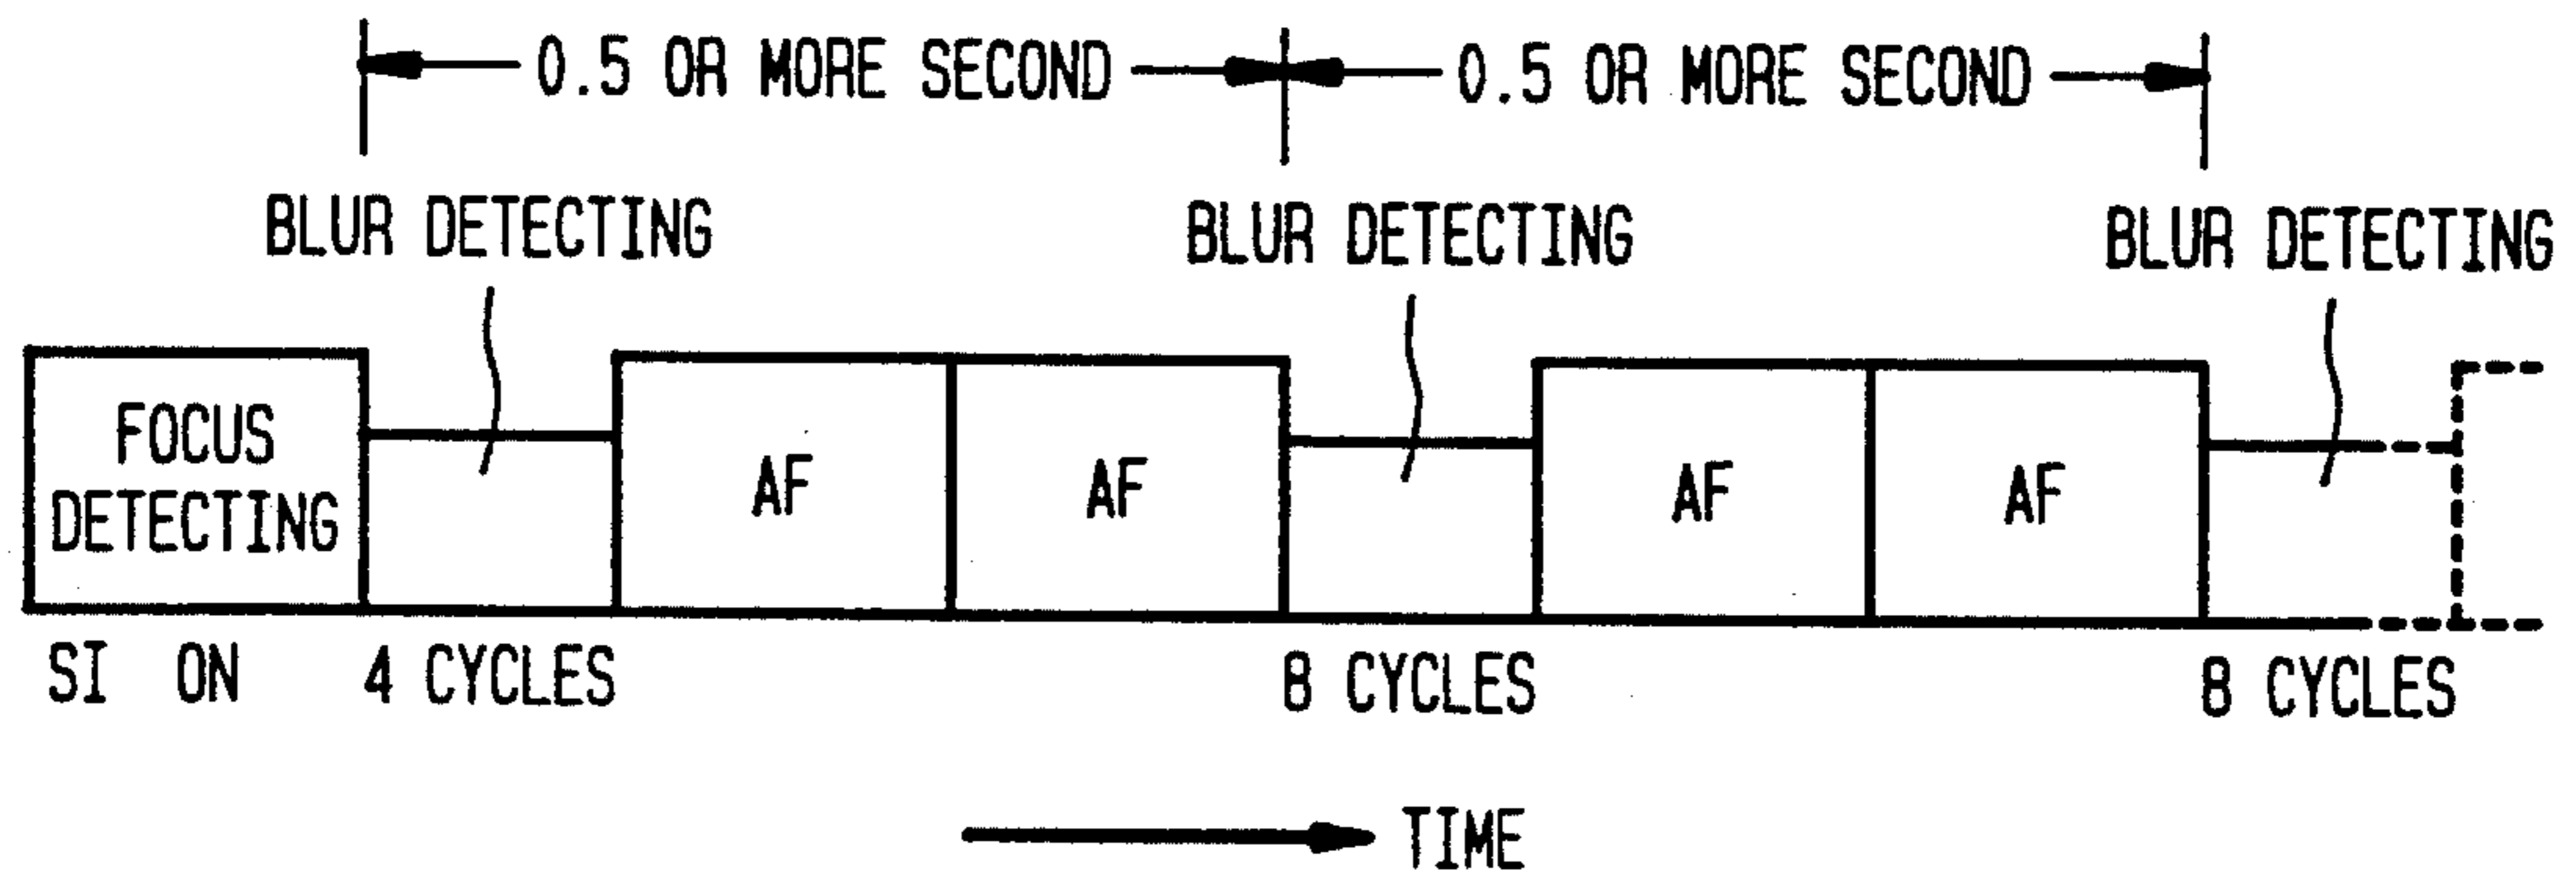 0.5 OR MORE SECOND
0.5 OR MORE SECOND
BLUR DETECTING
BLUR DETECTING
BLUR DETECTING
FOCUS
DETECTING
AF
AF
AF
AF
SI ON
4 CYCLES
8 CYCLES
8 CYCLES
TIME